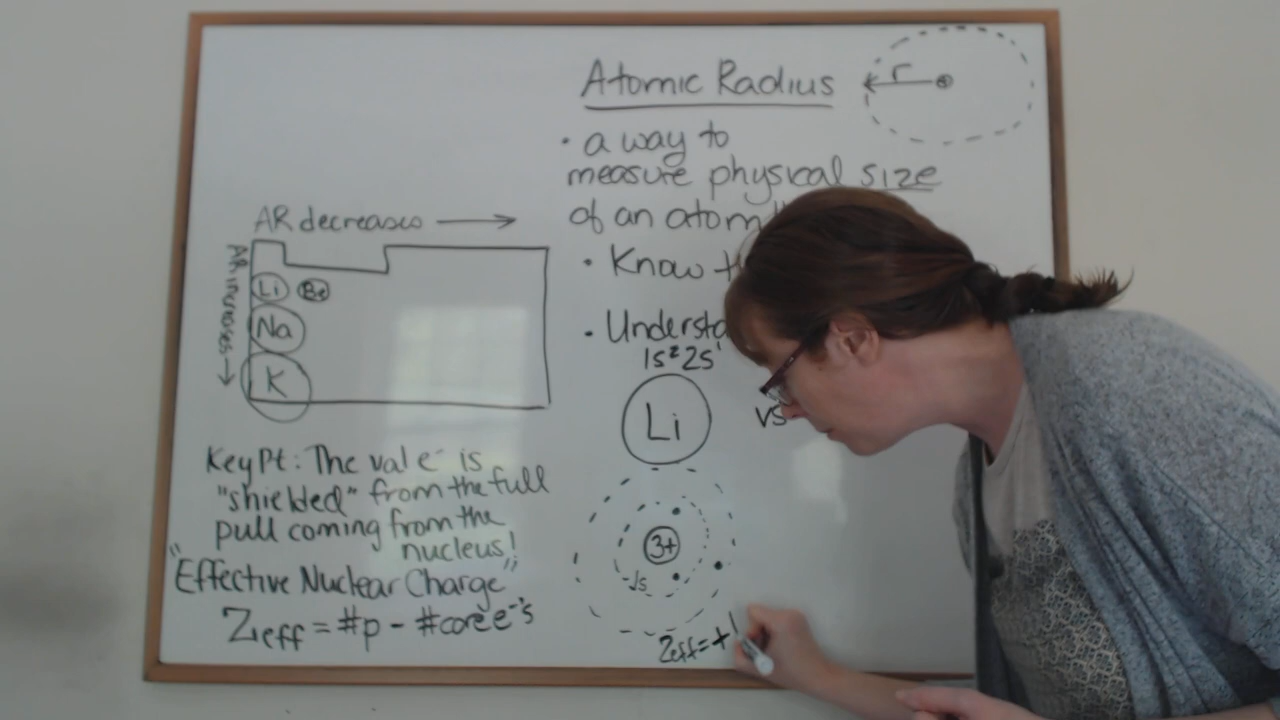 Atomic Radius
r
• a way to
measure physical size
of an atom
• Know
• Understa
AR decreases →
AR increases →
Li Be
Na
K
1s²2s¹
Li
vs
Key Pt: The val e⁻ is
"shielded" from the full
pull coming from the
nucleus!
"Effective Nuclear Charge"
Zeff = #p - #core e⁻'s
3+
1s
Zeff = +1